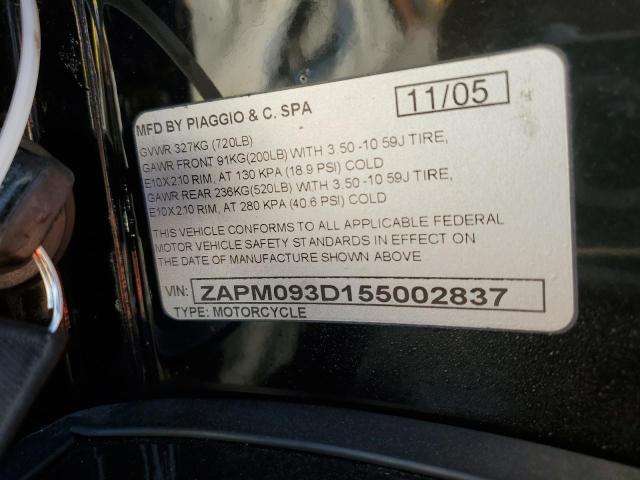 MFD BY PIAGGIO & C. SPA
11/05
GVWR 327KG (720LB)
GAWR FRONT 91KG(200LB) WITH 3.50 -10 59J TIRE,
E10X2.10 RIM, AT 130 KPA (18.9 PSI) COLD
GAWR REAR 236KG(520LB) WITH 3.50 -10 59J TIRE,
E10X2.10 RIM, AT 280 KPA (40.6 PSI) COLD
THIS VEHICLE CONFORMS TO ALL APPLICABLE FEDERAL
MOTOR VEHICLE SAFETY STANDARDS IN EFFECT ON
THE DATE OF MANUFACTURE SHOWN ABOVE
VIN: ZAPM093D155002837
TYPE: MOTORCYCLE